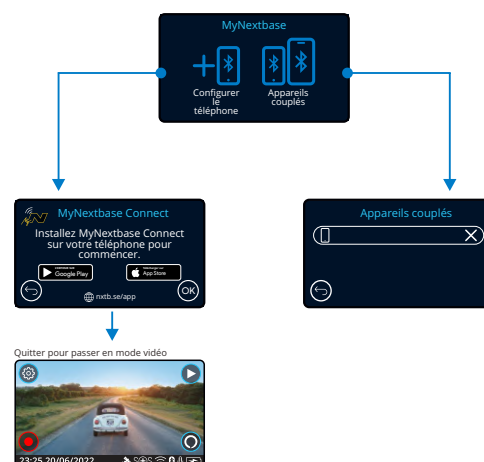 MyNextbase
Configurer
le
téléphone
Appareils
couplés
MyNextbase Connect
Installez MyNextbase Connect
sur votre téléphone pour
commencer.
Google Play
App Store
nxtb.se/app
OK
Appareils couplés
Quitter pour passer en mode vidéo
23:25 20/06/2022
SOS